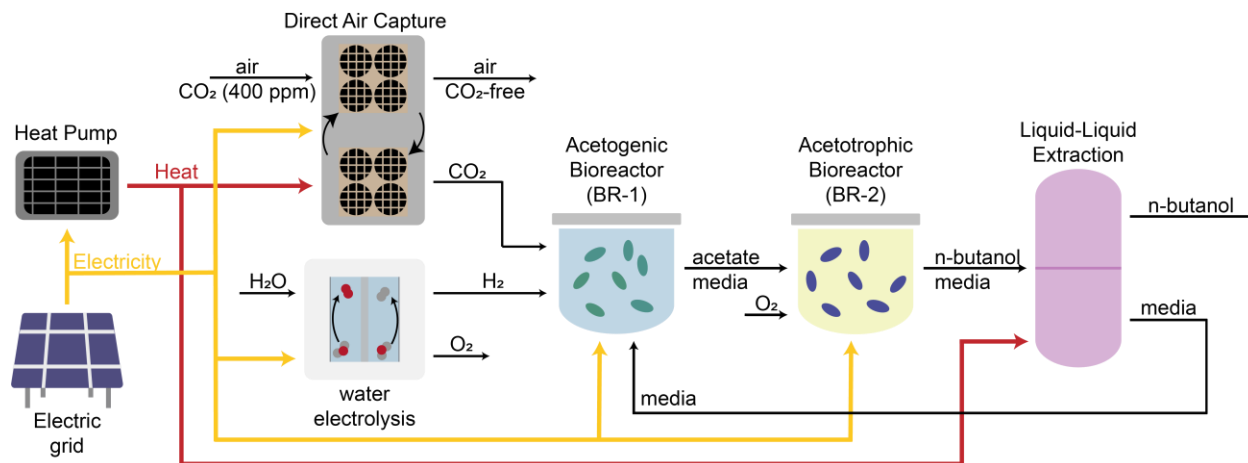 Direct Air Capture
air
CO₂ (400 ppm)
air
CO₂-free
Heat Pump
Heat
CO₂
Electricity
H₂O
H₂
O₂
water
electrolysis
Electric
grid
Acetogenic
Bioreactor
(BR-1)
acetate
media
O₂
Acetotrophic
Bioreactor
(BR-2)
n-butanol
media
Liquid-Liquid
Extraction
n-butanol
media
media